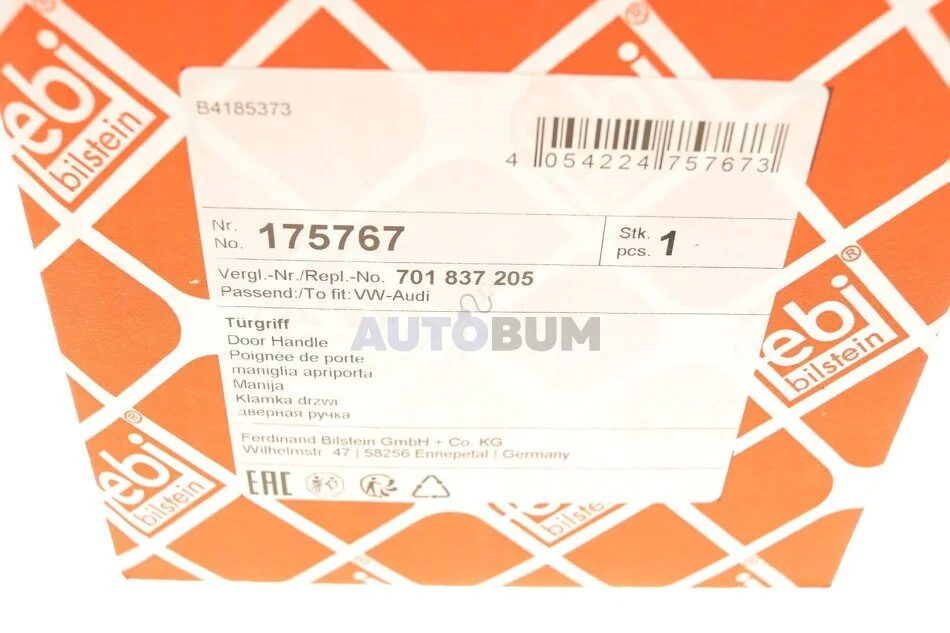 febi
bilstein
B4185373
4 054224 757673
Nr.
No. 175767
Stk.
pcs. 1
Vergl.-Nr./Repl.-No. 701 837 205
Passend:/To fit: VW-Audi
AUTOBUM
Türgriff
Door Handle
Poignée de porte
maniglia apriporta
Manija
Klamka drzwi
дверная ручка
Ferdinand Bilstein GmbH + Co. KG
Wilhelmstr. 47 | 58256 Ennepetal | Germany
EAC
febi
bilstein
febi
bilstein
bilstein